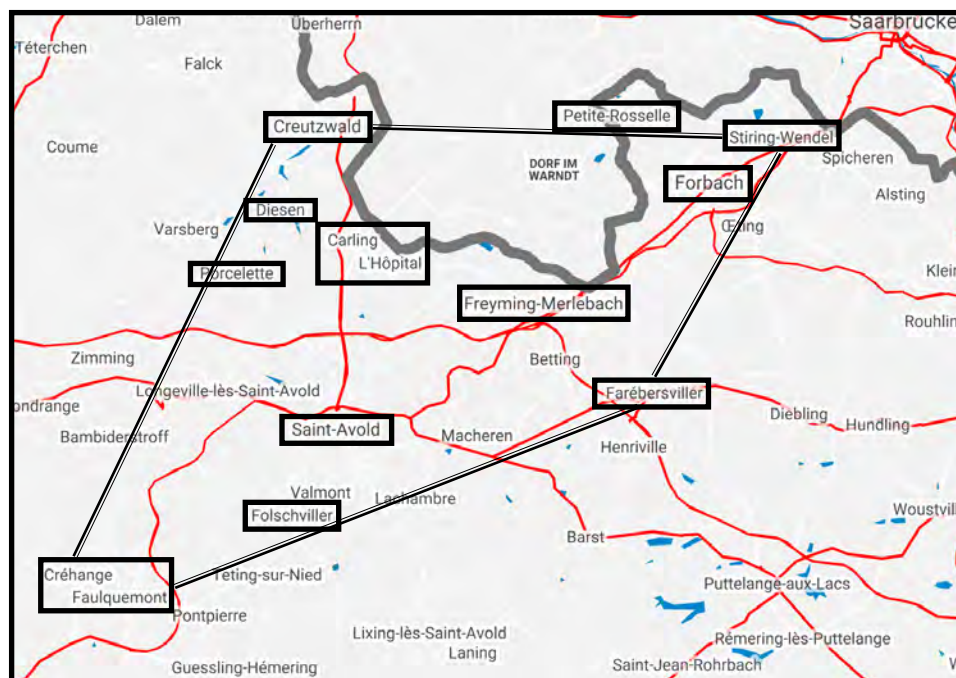 Dalem
Überherrn
Saarbrücke
Téterchen
Falck
Petite-Rosselle
Creutzwald
Stiring-Wendel
Coume
DORF IM
WARNDT
Spicheren
Forbach
Alsting
Diesen
Varsberg
Carling
Œting
L'Hôpital
Porcelette
Klein
Freyming-Merlebach
Rouhlin
Zimming
Betting
Longeville-lès-Saint-Avold
Farébersviller
ondrange
Diebling
Hundling
Saint-Avold
Bambiderstroff
Macheren
Henriville
Valmont
Lachambre
Folschviller
Woustvil
Barst
Créhange
Teting-sur-Nied
Puttelange-aux-Lacs
Faulquemont
Pontpierre
Lixing-lès-Saint-Avold
Rémering-lès-Puttelange
Laning
Guessling-Hémering
Saint-Jean-Rohrbach